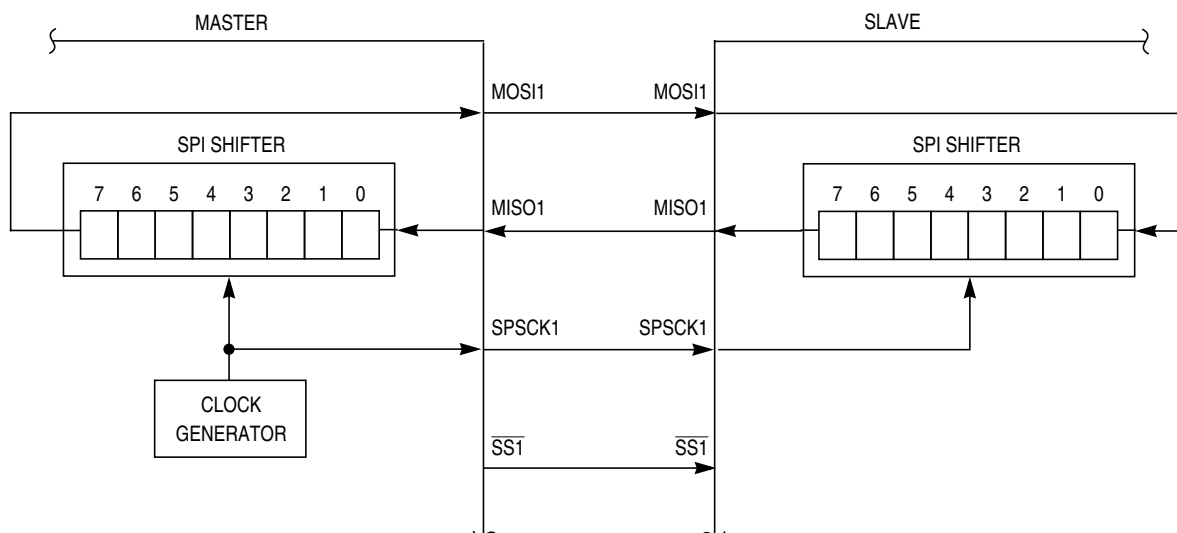 MASTER
SLAVE
MOSI1
MOSI1
SPI SHIFTER
SPI SHIFTER
7 6 5 4 3 2 1 0
7 6 5 4 3 2 1 0
MISO1
MISO1
SPSCK1
SPSCK1
CLOCK
GENERATOR
SS1
SS1